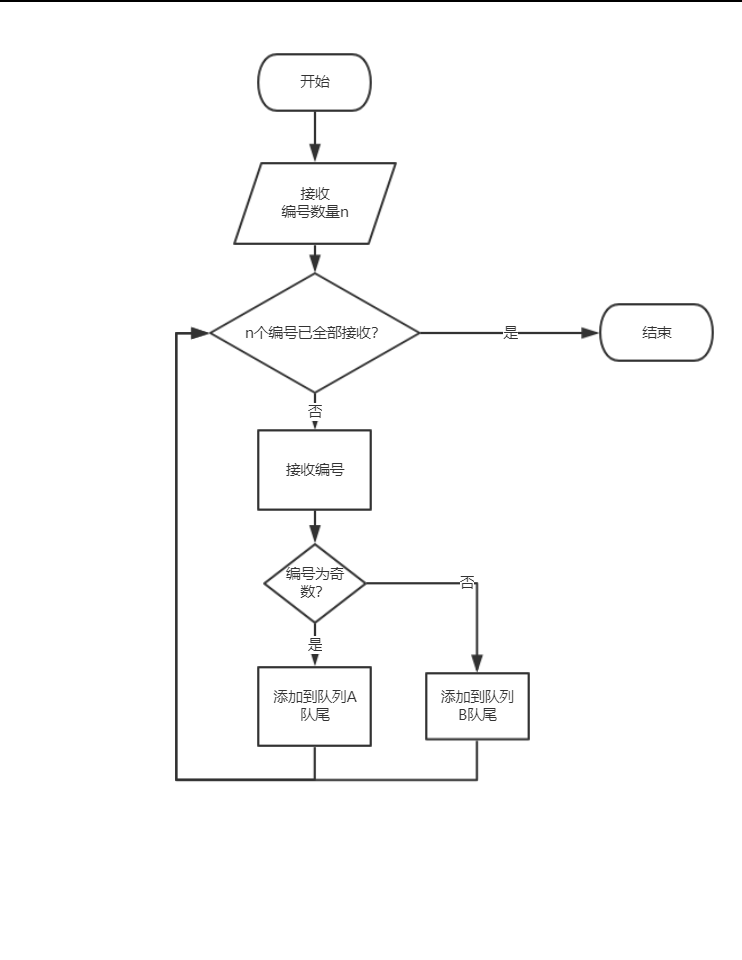 开始
接收
编号数量n
n个编号已全部接收？
是
结束
否
接收编号
编号为奇
数？
否
是
添加到队列A
队尾
添加到队列
B队尾